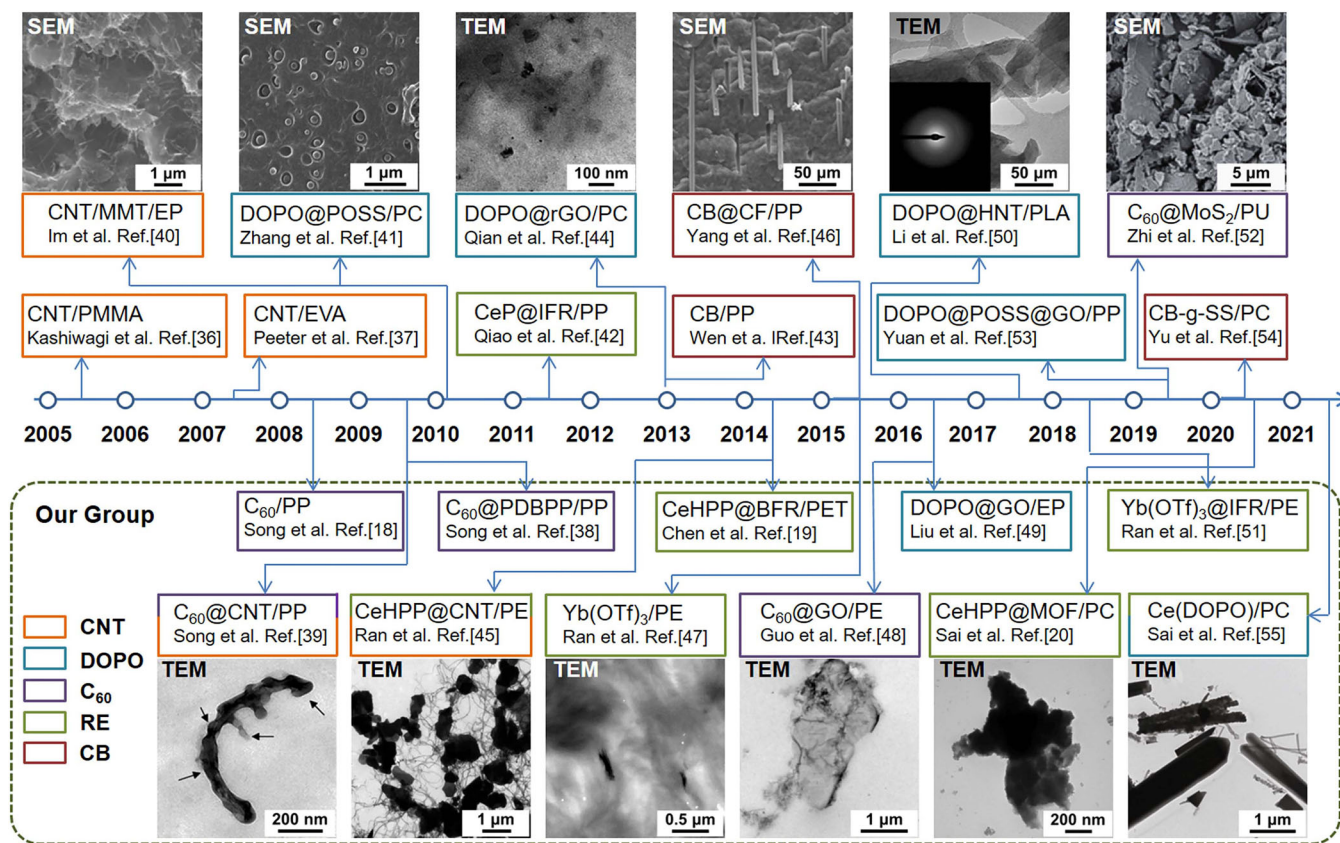 SEM
SEM
TEM
SEM
TEM
SEM
1 μm
1 μm
100 nm
50 μm
50 μm
5 μm
CNT/MMT/EP
Im et al. Ref.[40]
DOPO@POSS/PC
Zhang et al. Ref.[41]
DOPO@rGO/PC
Qian et al. Ref.[44]
CB@CF/PP
Yang et al. Ref.[46]
DOPO@HNT/PLA
Li et al. Ref.[50]
C₆₀@MoS₂/PU
Zhi et al. Ref.[52]
CNT/PMMA
Kashiwagi et al. Ref.[36]
CNT/EVA
Peeter et al. Ref.[37]
CeP@IFR/PP
Qiao et al. Ref.[42]
CB/PP
Wen et a. lRef.[43]
DOPO@POSS@GO/PP
Yuan et al. Ref.[53]
CB-g-SS/PC
Yu et al. Ref.[54]
2005 2006 2007 2008 2009 2010 2011 2012 2013 2014 2015 2016 2017 2018 2019 2020 2021
Our Group
C₆₀/PP
Song et al. Ref.[18]
C₆₀@PDBPP/PP
Song et al. Ref.[38]
CeHPP@BFR/PET
Chen et al. Ref.[19]
DOPO@GO/EP
Liu et al. Ref.[49]
Yb(OTf)₃@IFR/PE
Ran et al. Ref.[51]
C₆₀@CNT/PP
Song et al. Ref.[39]
CeHPP@CNT/PE
Ran et al. Ref.[45]
Yb(OTf)₃/PE
Ran et al. Ref.[47]
C₆₀@GO/PE
Guo et al. Ref.[48]
CeHPP@MOF/PC
Sai et al. Ref.[20]
Ce(DOPO)/PC
Sai et al. Ref.[55]
CNT
DOPO
C₆₀
RE
CB
TEM
TEM
TEM
TEM
TEM
TEM
200 nm
1 μm
0.5 μm
1 μm
200 nm
1 μm